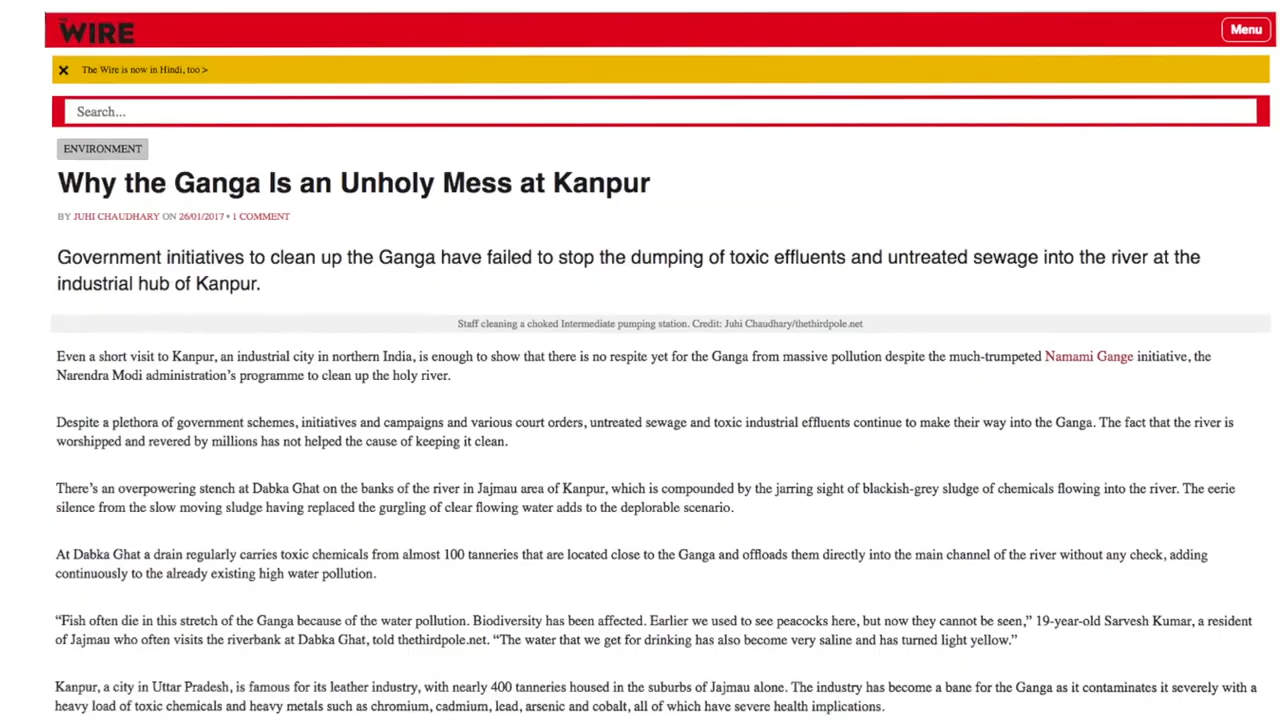 THE
WIRE
Menu
The Wire is now in Hindi, too >
Search...
ENVIRONMENT
Why the Ganga Is an Unholy Mess at Kanpur
BY JUHI CHAUDHARY ON 26/01/2017 • 1 COMMENT
Government initiatives to clean up the Ganga have failed to stop the dumping of toxic effluents and untreated sewage into the river at the
industrial hub of Kanpur.
Staff cleaning a choked Intermediate pumping station. Credit: Juhi Chaudhary/thethirdpole.net
Even a short visit to Kanpur, an industrial city in northern India, is enough to show that there is no respite yet for the Ganga from massive pollution despite the much-trumpeted Namami Gange initiative, the
Narendra Modi administration's programme to clean up the holy river.
Despite a plethora of government schemes, initiatives and campaigns and various court orders, untreated sewage and toxic industrial effluents continue to make their way into the Ganga. The fact that the river is
worshipped and revered by millions has not helped the cause of keeping it clean.
There's an overpowering stench at Dabka Ghat on the banks of the river in Jajmau area of Kanpur, which is compounded by the jarring sight of blackish-grey sludge of chemicals flowing into the river. The eerie
silence from the slow moving sludge having replaced the gurgling of clear flowing water adds to the deplorable scenario.
At Dabka Ghat a drain regularly carries toxic chemicals from almost 100 tanneries that are located close to the Ganga and offloads them directly into the main channel of the river without any check, adding
continuously to the already existing high water pollution.
“Fish often die in this stretch of the Ganga because of the water pollution. Biodiversity has been affected. Earlier we used to see peacocks here, but now they cannot be seen,” 19-year-old Sarvesh Kumar, a resident
of Jajmau who often visits the riverbank at Dabka Ghat, told thethirdpole.net. “The water that we get for drinking has also become very saline and has turned light yellow.”
Kanpur, a city in Uttar Pradesh, is famous for its leather industry, with nearly 400 tanneries housed in the suburbs of Jajmau alone. The industry has become a bane for the Ganga as it contaminates it severely with a
heavy load of toxic chemicals and heavy metals such as chromium, cadmium, lead, arsenic and cobalt, all of which have severe health implications.